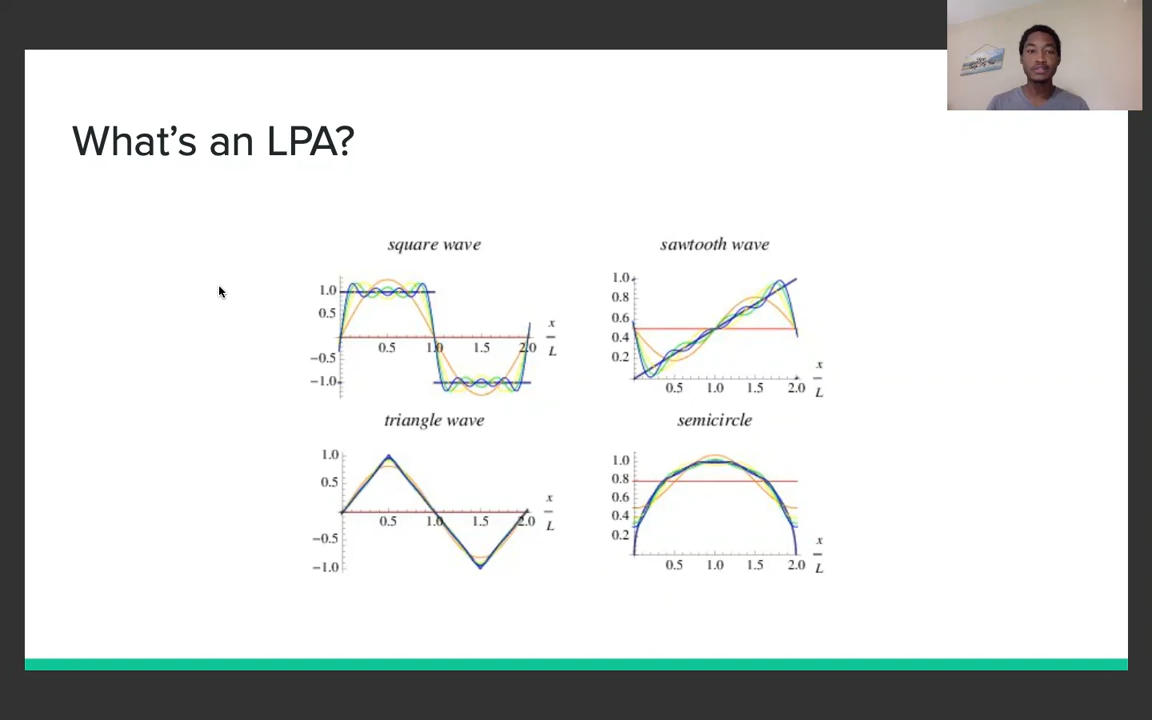 What's an LPA?
square wave
1.0
0.5
0.5 1.0 1.5 2.0
x
L
−0.5
−1.0
sawtooth wave
1.0
0.8
0.6
0.4
0.2
0.5 1.0 1.5 2.0
x
L
triangle wave
1.0
0.5
0.5 1.0 1.5 2.0
x
L
−0.5
−1.0
semicircle
1.0
0.8
0.6
0.4
0.2
0.5 1.0 1.5 2.0
x
L